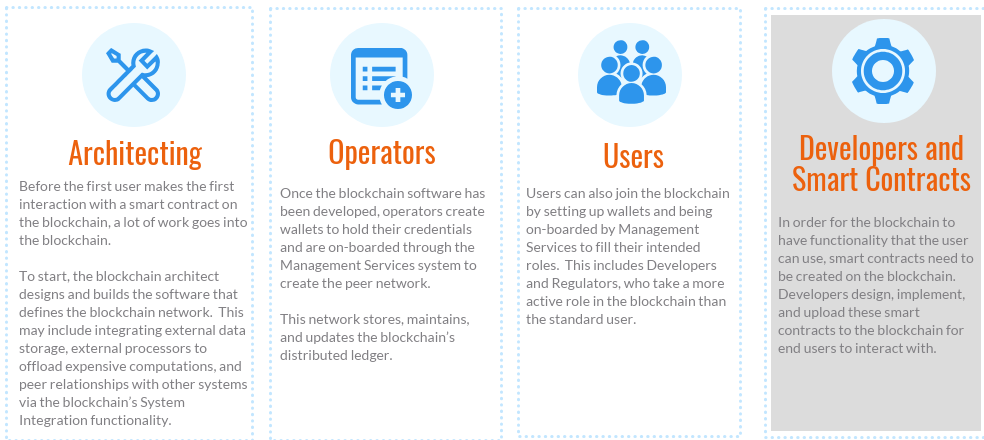 Architecting
Before the first user makes the first
interaction with a smart contract on
the blockchain, a lot of work goes into
the blockchain.
To start, the blockchain architect
designs and builds the software that
defines the blockchain network.  This
may include integrating external data
storage, external processors to
offload expensive computations, and
peer relationships with other systems
via the blockchain's System
Integration functionality.
Operators
Once the blockchain software has
been developed, operators create
wallets to hold their credentials
and are on-boarded through the
Management Services system to
create the peer network.
This network stores, maintains,
and updates the blockchain's
distributed ledger.
Users
Users can also join the blockchain
by setting up wallets and being
on-boarded by Management
Services to fill their intended
roles.  This includes Developers
and Regulators, who take a more
active role in the blockchain than
the standard user.
Developers and
Smart Contracts
In order for the blockchain to
have functionality that the user
can use, smart contracts need to
be created on the blockchain.
Developers design, implement,
and upload these smart
contracts to the blockchain for
end users to interact with.